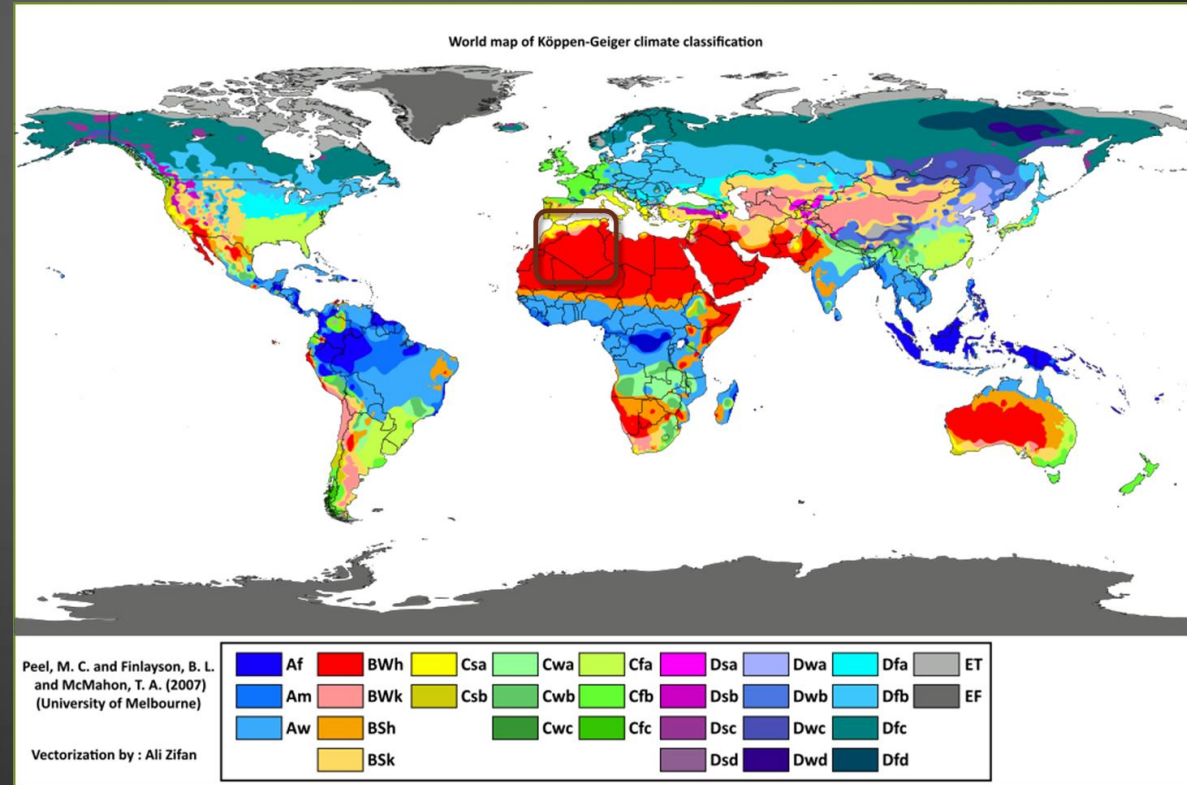 World map of Köppen-Geiger climate classification
Peel, M. C. and Finlayson, B. L.
and McMahon, T. A. (2007)
(University of Melbourne)
Vectorization by : Ali Zifan
Af BWh Csa Cwa Cfa Dsa Dwa Dfa ET
Am BWk Csb Cwb Cfb Dsb Dwb Dfb EF
Aw BSh Cwc Cfc Dsc Dwc Dfc
BSk Dsd Dwd Dfd